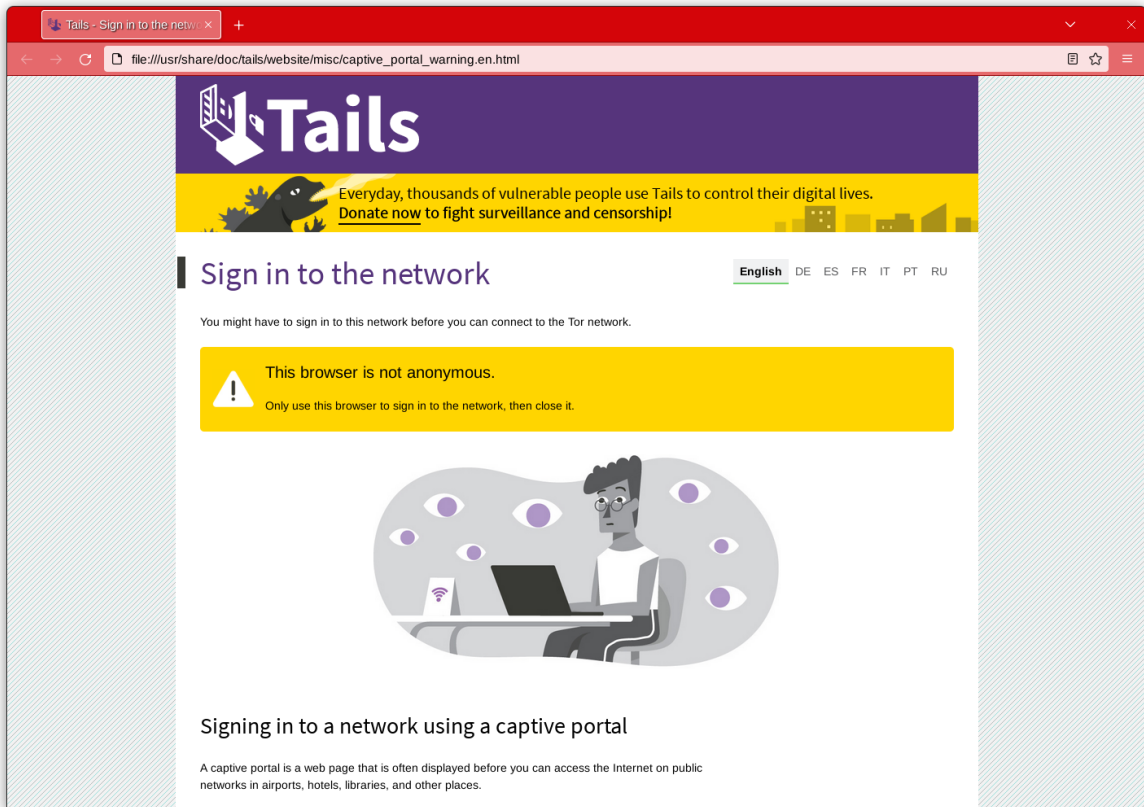 Tails - Sign in to the netw
file:///usr/share/doc/tails/website/misc/captive_portal_warning.en.html
Tails
Everyday, thousands of vulnerable people use Tails to control their digital lives.
Donate now to fight surveillance and censorship!
Sign in to the network
English DE ES FR IT PT RU
You might have to sign in to this network before you can connect to the Tor network.
This browser is not anonymous.
Only use this browser to sign in to the network, then close it.
Signing in to a network using a captive portal
A captive portal is a web page that is often displayed before you can access the Internet on public
networks in airports, hotels, libraries, and other places.